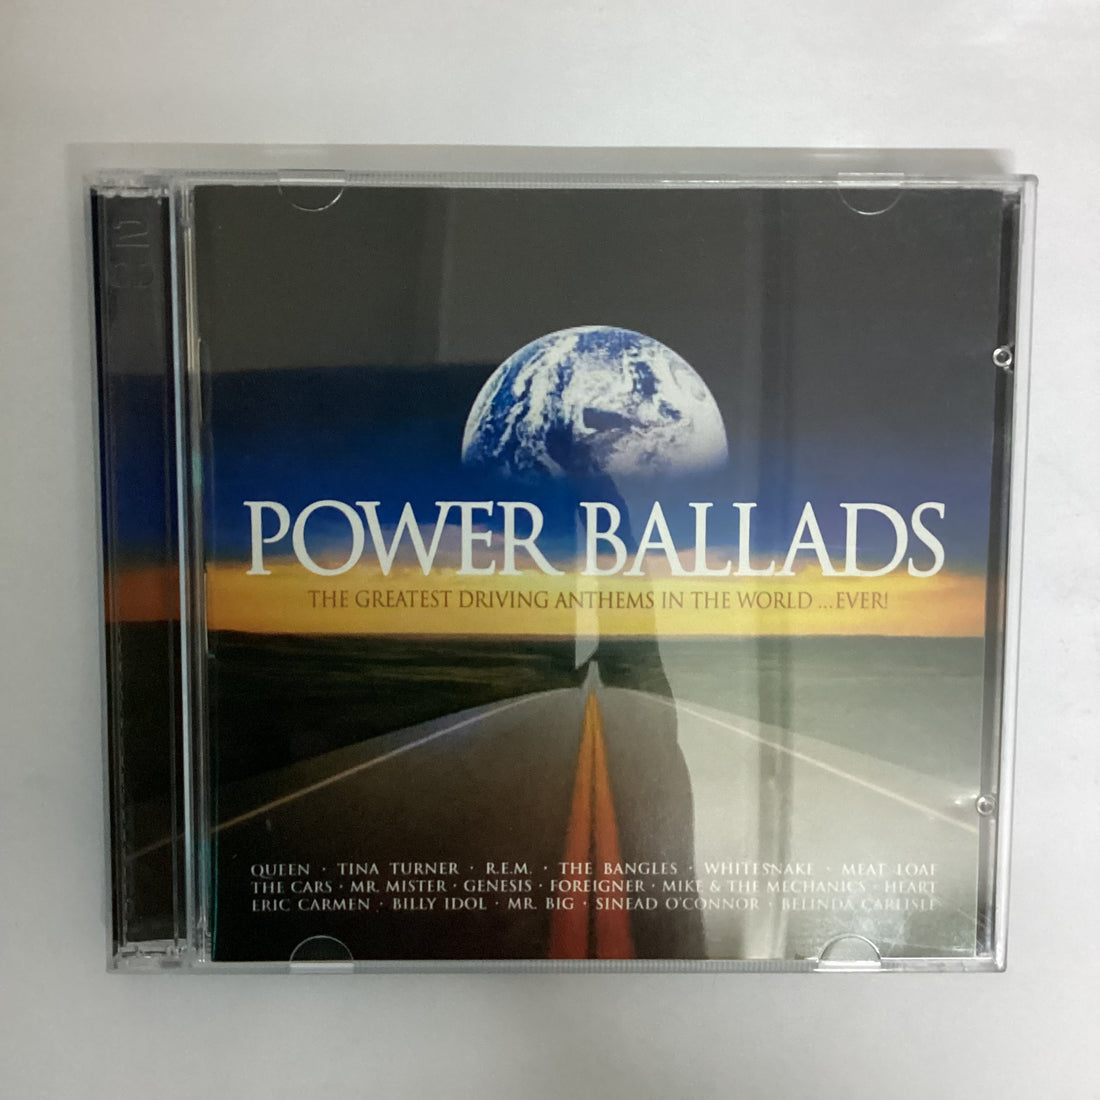 POWER BALLADS
THE GREATEST DRIVING ANTHEMS IN THE WORLD ...EVER!
QUEEN · TINA TURNER · R.E.M. · THE BANGLES · WHITESNAKE · MEAT LOAF
THE CARS · MR. MISTER · GENESIS · FOREIGNER · MIKE & THE MECHANICS · HEART
ERIC CARMEN · BILLY IDOL · MR. BIG · SINEAD O'CONNOR · BELINDA CARLISLE